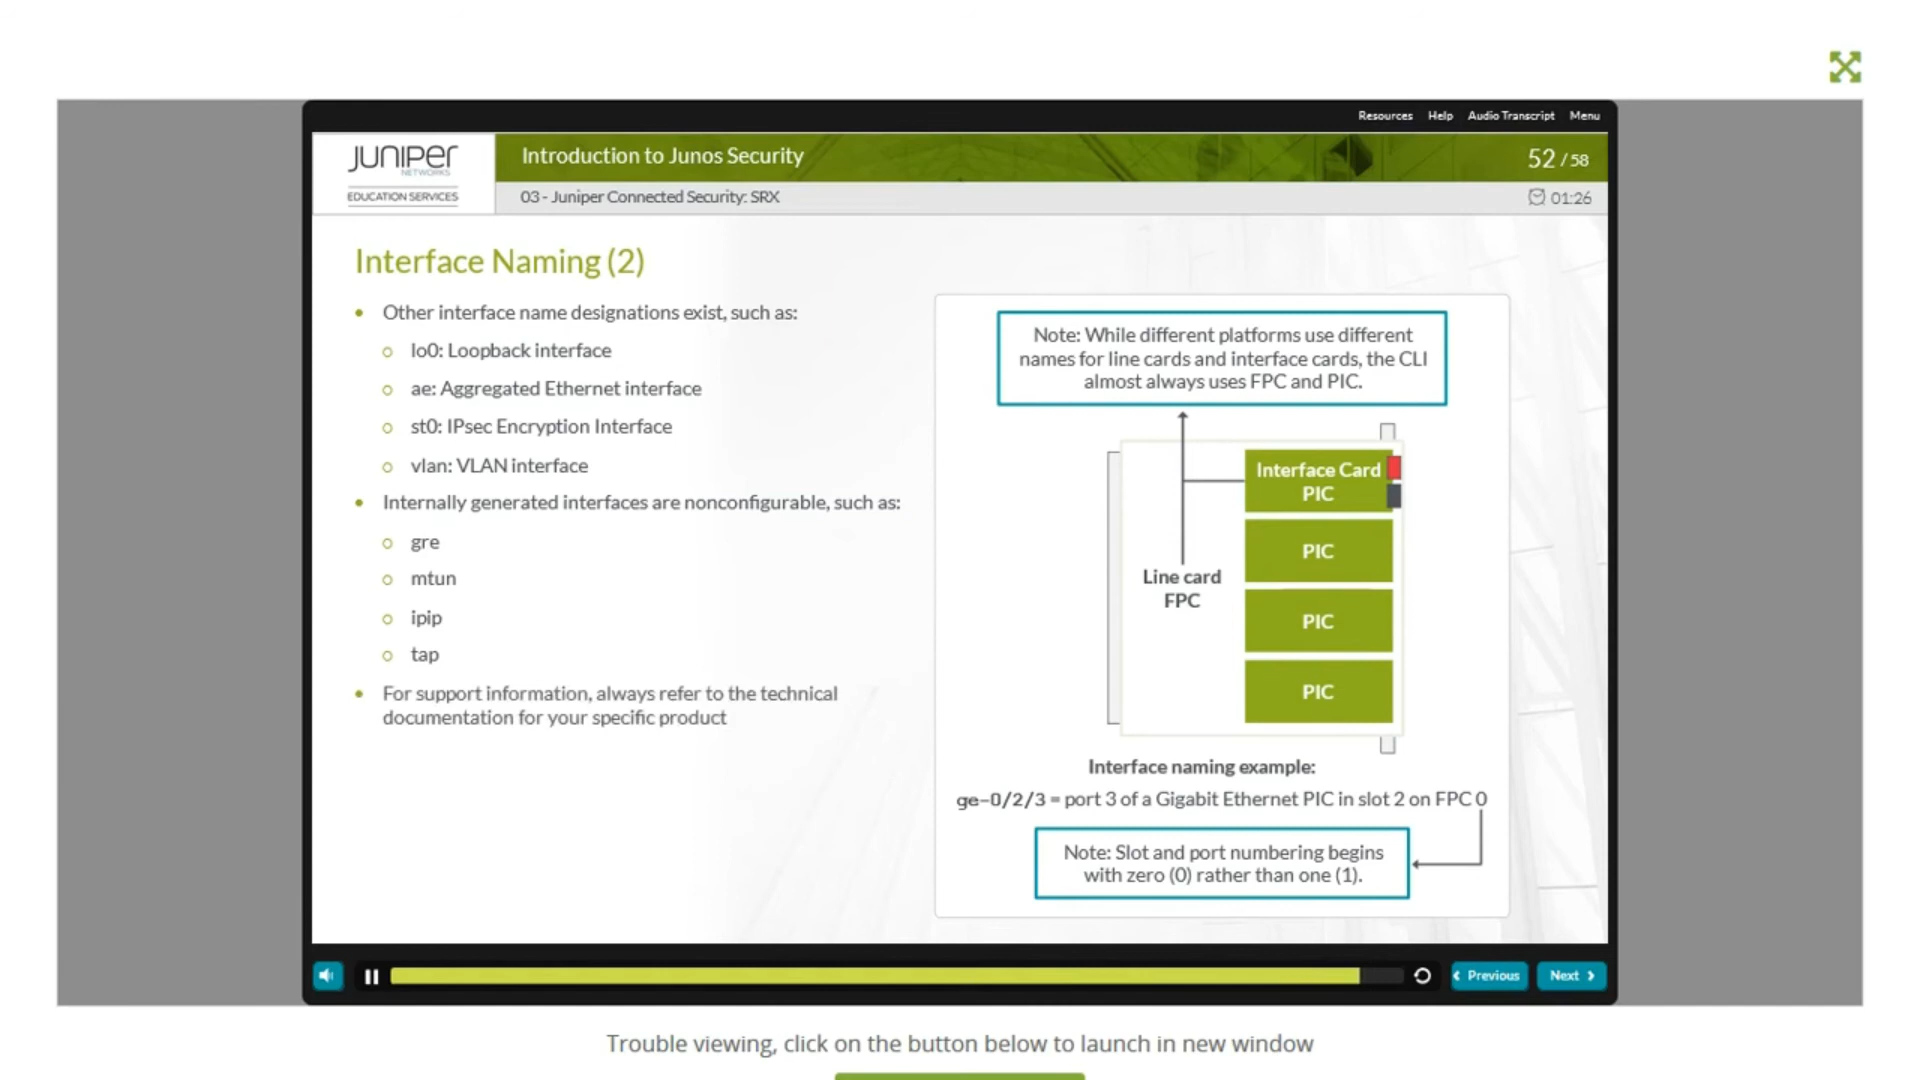 Resources Help Audio Transcript Menu
JUNIPER
NETWORKS
EDUCATION SERVICES
Introduction to Junos Security
52 / 58
03 - Juniper Connected Security: SRX
01:26
Interface Naming (2)
• Other interface name designations exist, such as:
o lo0: Loopback interface
o ae: Aggregated Ethernet interface
o st0: IPsec Encryption Interface
o vlan: VLAN interface
• Internally generated interfaces are nonconfigurable, such as:
o gre
o mtun
o ipip
o tap
• For support information, always refer to the technical
documentation for your specific product
Note: While different platforms use different
names for line cards and interface cards, the CLI
almost always uses FPC and PIC.
Interface Card
PIC
PIC
Line card
FPC
PIC
PIC
Interface naming example:
ge-0/2/3 = port 3 of a Gigabit Ethernet PIC in slot 2 on FPC 0
Note: Slot and port numbering begins
with zero (0) rather than one (1).
Previous
Next
Trouble viewing, click on the button below to launch in new window